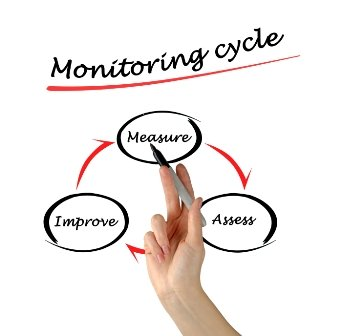 Monitoring cycle
Measure
Improve
Assess